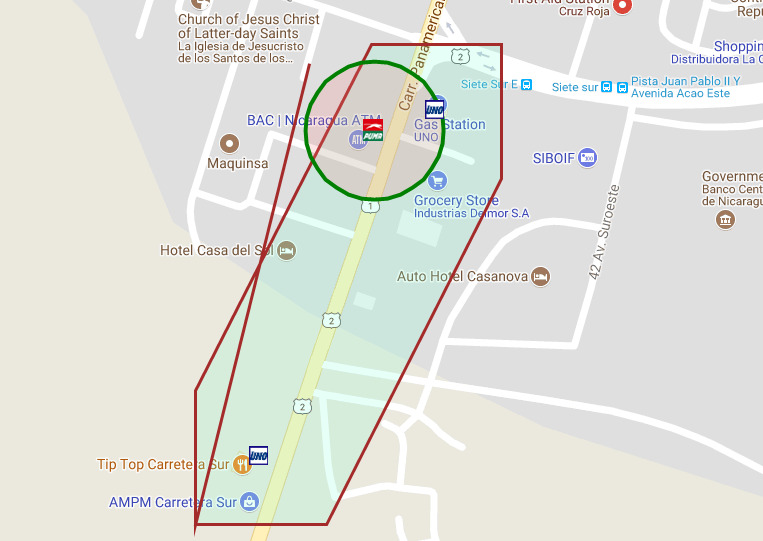 First Aid Station
Cruz Roja
Church of Jesus Christ
of Latter-day Saints
La Iglesia de Jesucristo
de los Santos de los...
Carr. Panamericana
2
Shoppin
Distribuidora La C
Siete Sur E
Siete sur
Pista Juan Pablo II Y
Avenida Acao Este
BAC | Nicaragua ATM
ATM
PUMA
UNO
Gas Station
UNO
Maquinsa
SIBOIF
Governme
Banco Cent
de Nicaragu
Grocery Store
Industrias Delmor S.A
1
42 Av. Suroeste
Hotel Casa del Sol
Auto Hotel Casanova
2
2
UNO
Tip Top Carretera Sur
AMPM Carretera Sur